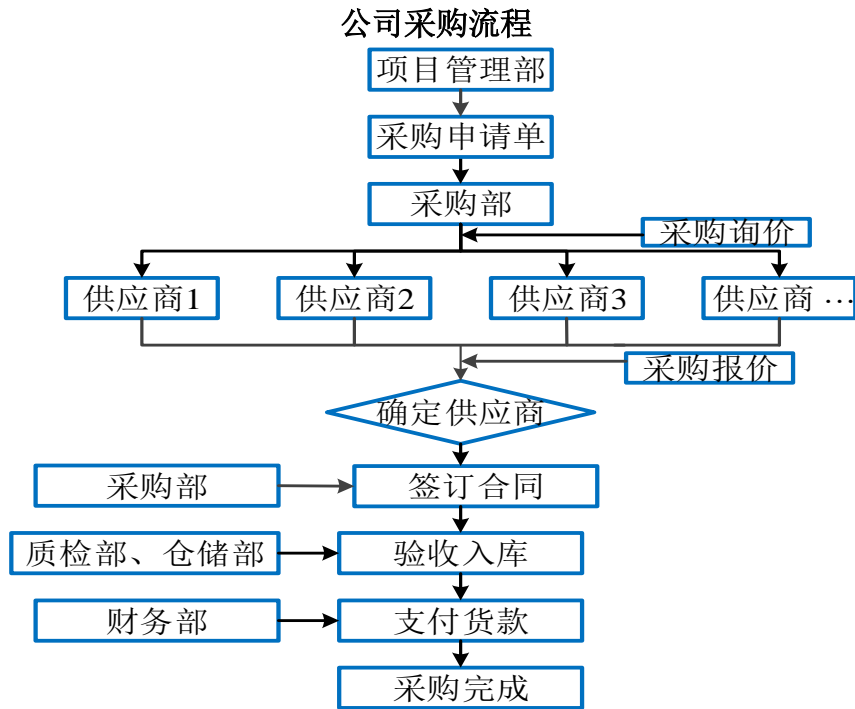 公司采购流程
项目管理部
采购申请单
采购部
采购询价
供应商1
供应商2
供应商3
供应商 …
采购报价
确定供应商
采购部
签订合同
质检部、仓储部
验收入库
财务部
支付货款
采购完成